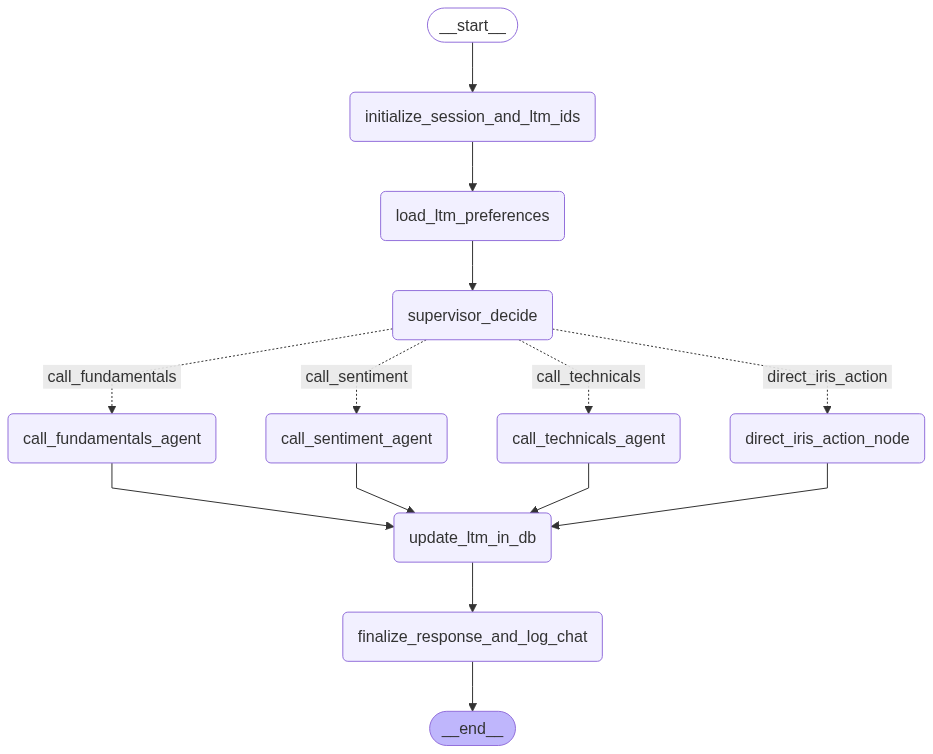 __start__
initialize_session_and_ltm_ids
load_ltm_preferences
supervisor_decide
call_fundamentals
call_sentiment
call_technicals
direct_iris_action
call_fundamentals_agent
call_sentiment_agent
call_technicals_agent
direct_iris_action_node
update_ltm_in_db
finalize_response_and_log_chat
__end__